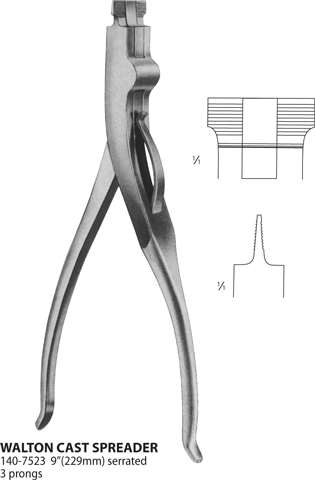 1/1
1/1
WALTON CAST SPREADER
140-7523 9"(229mm) serrated
3 prongs